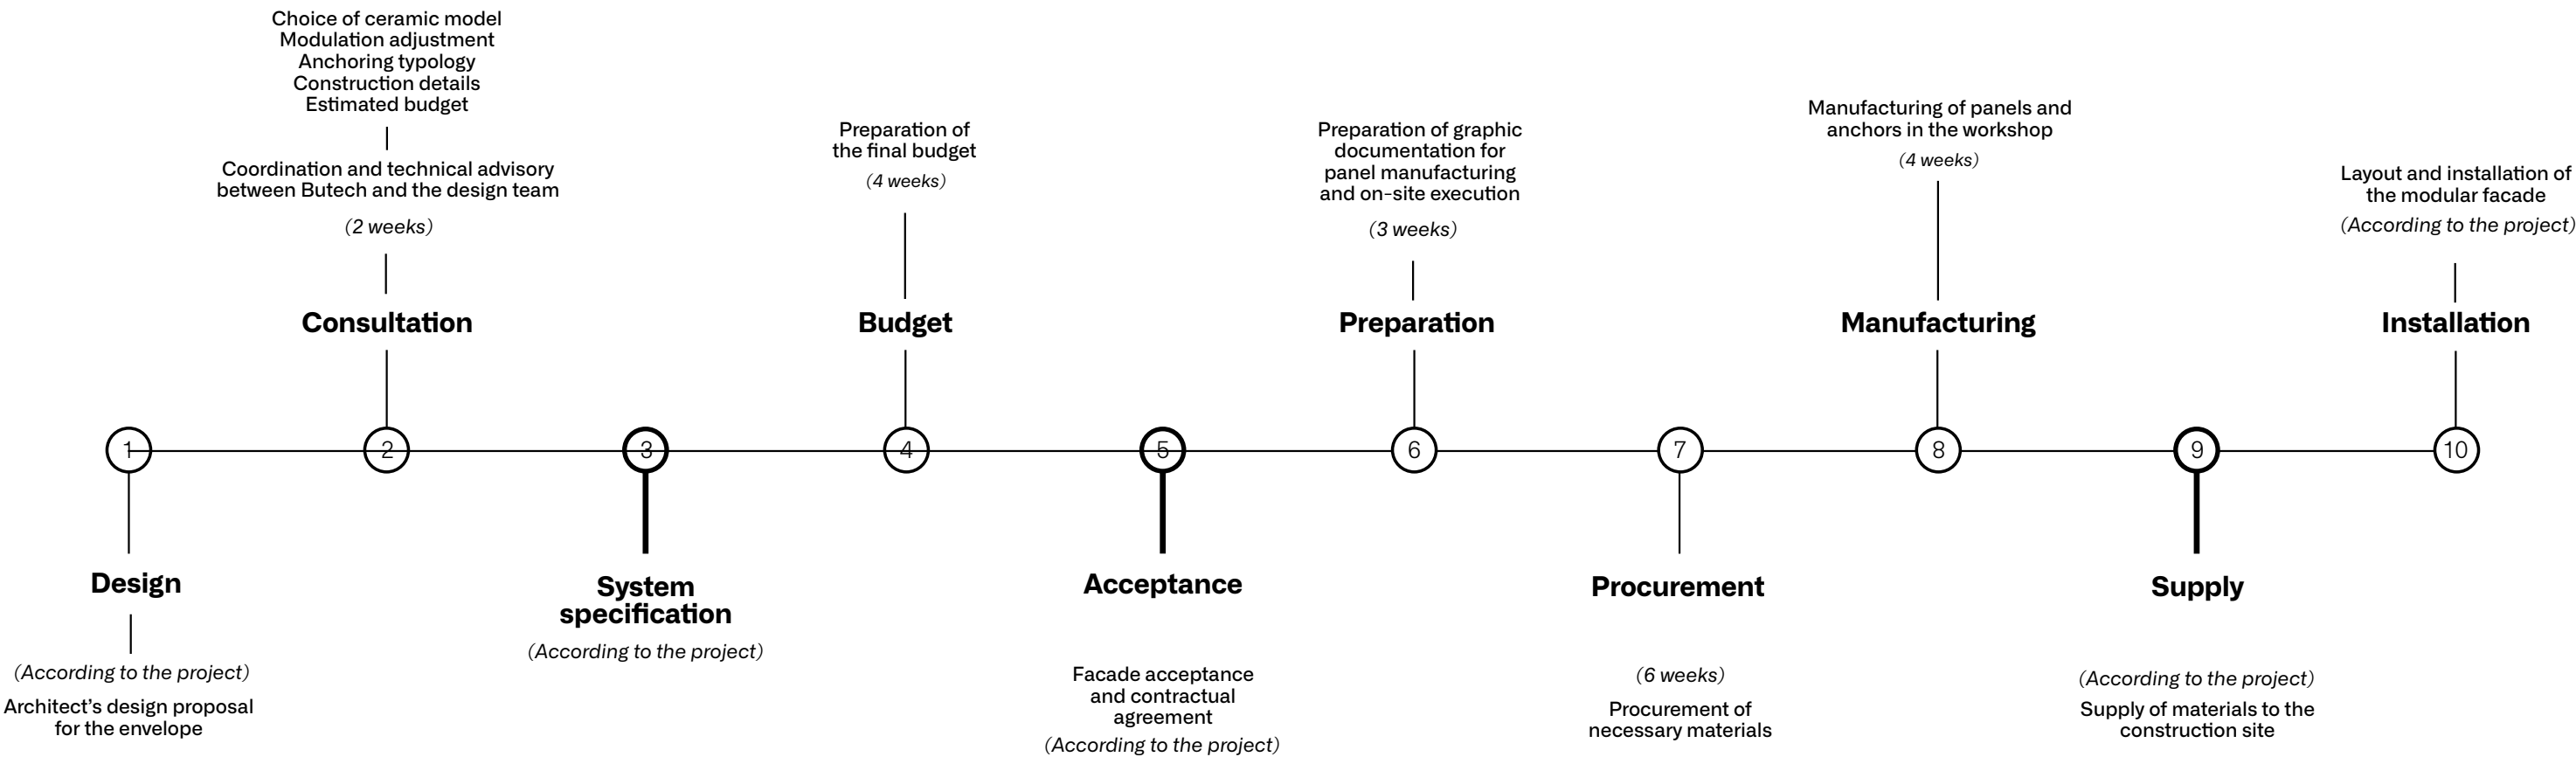 Choice of ceramic model
Modulation adjustment
Anchoring typology
Construction details
Estimated budget
Coordination and technical advisory
between Butech and the design team
(2 weeks)
Consultation
Preparation of
the final budget
(4 weeks)
Budget
Preparation of graphic
documentation for
panel manufacturing
and on-site execution
(3 weeks)
Preparation
Manufacturing of panels and
anchors in the workshop
(4 weeks)
Manufacturing
Layout and installation of
the modular facade
(According to the project)
Installation
1
2
3
4
5
6
7
8
9
10
Design
(According to the project)
Architect’s design proposal
for the envelope
System
specification
(According to the project)
Acceptance
Facade acceptance
and contractual
agreement
(According to the project)
Procurement
(6 weeks)
Procurement of
necessary materials
Supply
(According to the project)
Supply of materials to the
construction site